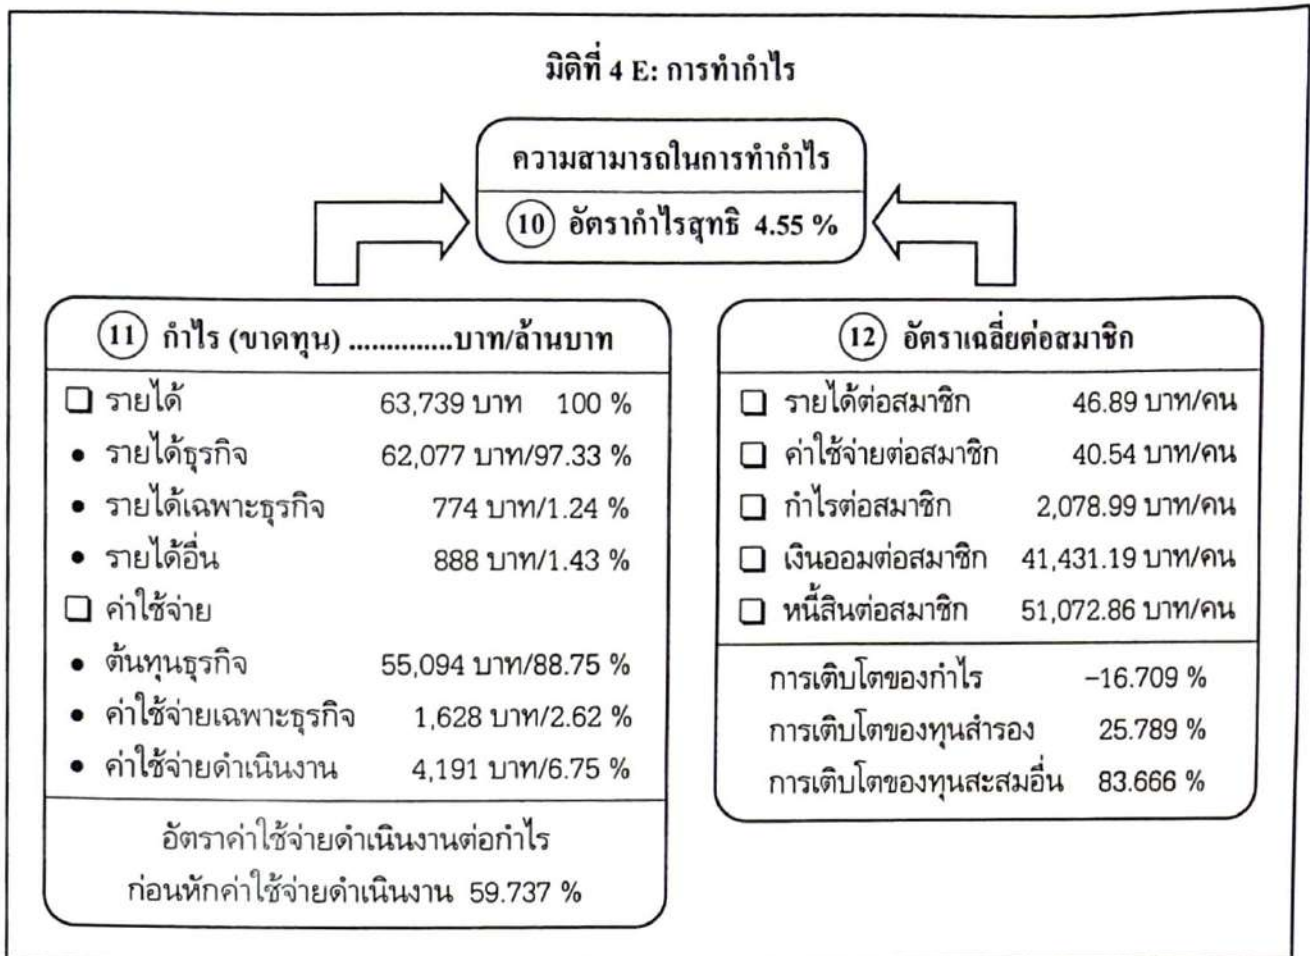 มิติที่ 4 E: การทำกำไร
ความสามารถในการทำกำไร
10 อัตรากำไรสุทธิ 4.55 %
11 กำไร (ขาดทุน) ..............บาท/ล้านบาท
❑ รายได้ 63,739 บาท 100 %
• รายได้ธุรกิจ 62,077 บาท/97.33 %
• รายได้เฉพาะธุรกิจ 774 บาท/1.24 %
• รายได้อื่น 888 บาท/1.43 %
❑ ค่าใช้จ่าย
• ต้นทุนธุรกิจ 55,094 บาท/88.75 %
• ค่าใช้จ่ายเฉพาะธุรกิจ 1,628 บาท/2.62 %
• ค่าใช้จ่ายดำเนินงาน 4,191 บาท/6.75 %
อัตราค่าใช้จ่ายดำเนินงานต่อกำไร
ก่อนหักค่าใช้จ่ายดำเนินงาน 59.737 %
12 อัตราเฉลี่ยต่อสมาชิก
❑ รายได้ต่อสมาชิก 46.89 บาท/คน
❑ ค่าใช้จ่ายต่อสมาชิก 40.54 บาท/คน
❑ กำไรต่อสมาชิก 2,078.99 บาท/คน
❑ เงินออมต่อสมาชิก 41,431.19 บาท/คน
❑ หนี้สินต่อสมาชิก 51,072.86 บาท/คน
การเติบโตของกำไร −16.709 %
การเติบโตของทุนสำรอง 25.789 %
การเติบโตของทุนสะสมอื่น 83.666 %